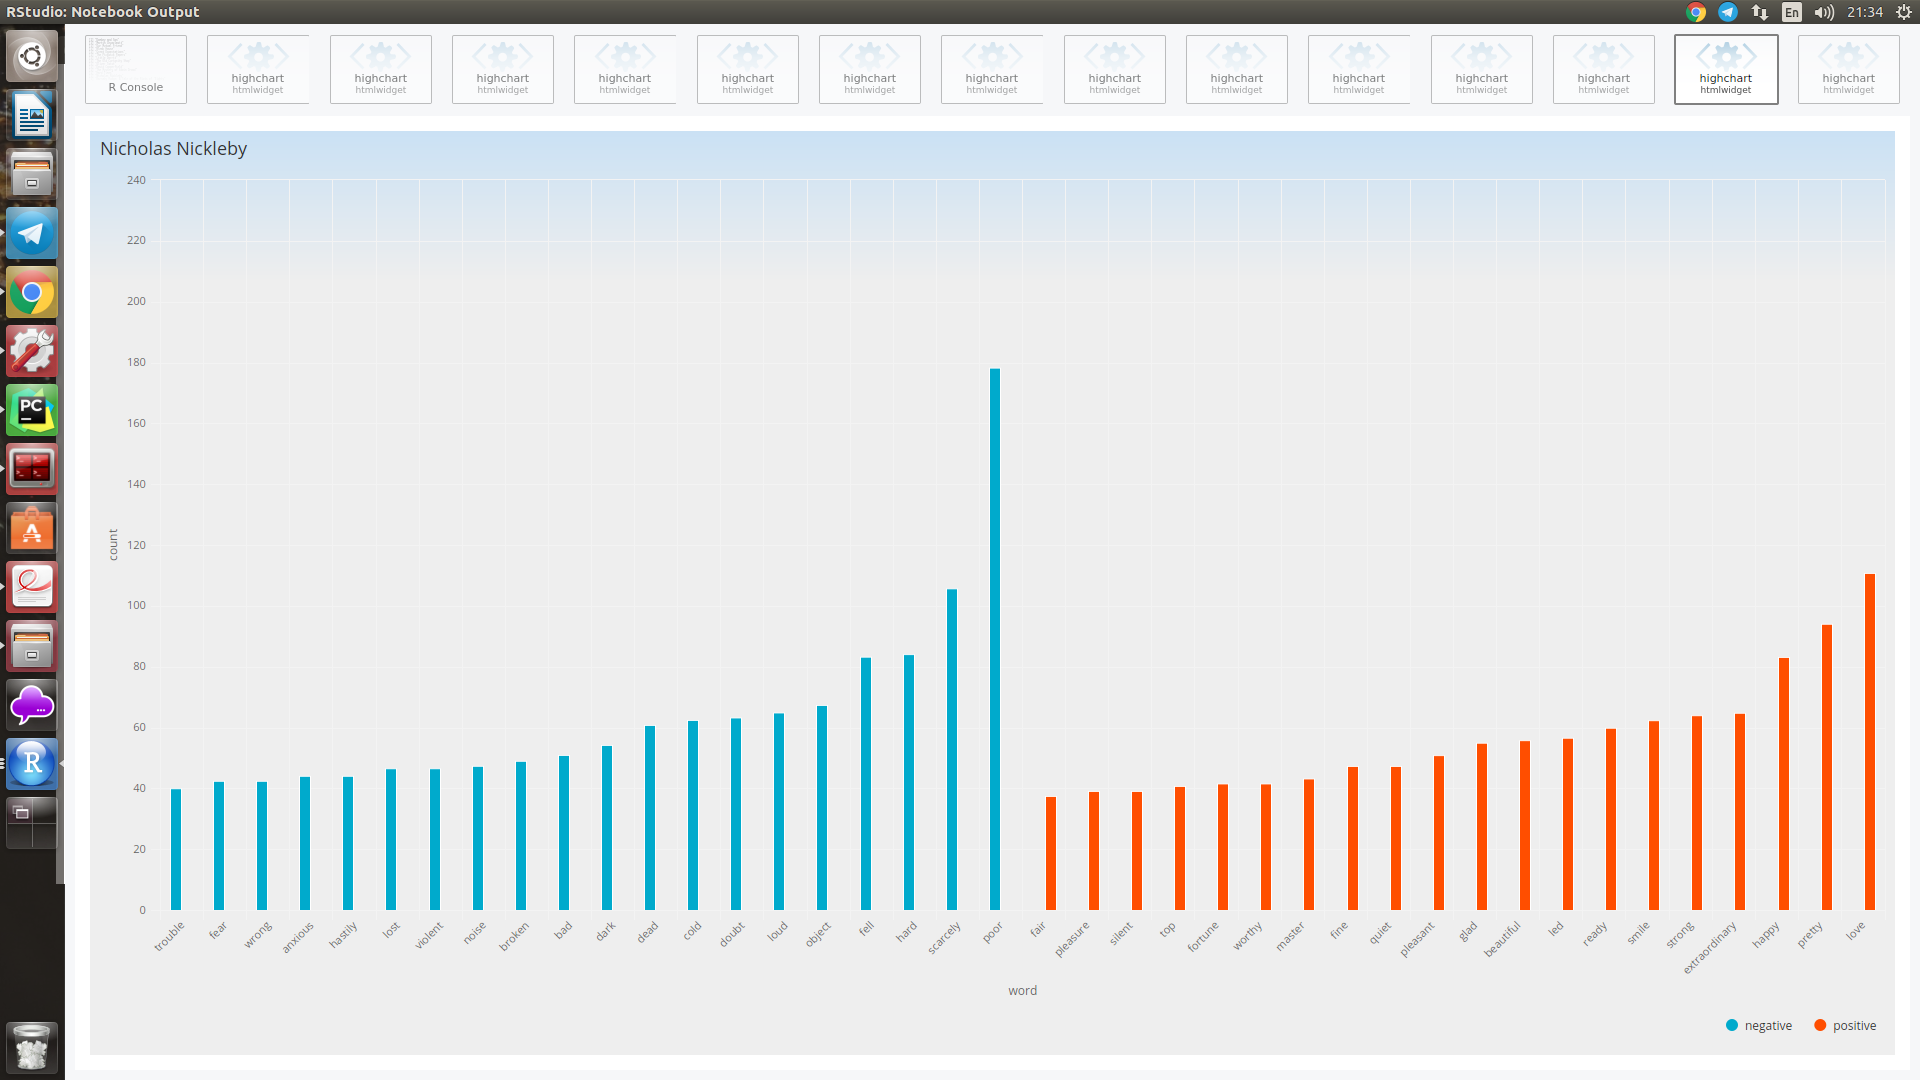 RStudio: Notebook Output
En
21:34
R Console
highchart
htmlwidget
highchart
htmlwidget
highchart
htmlwidget
highchart
htmlwidget
highchart
htmlwidget
highchart
htmlwidget
highchart
htmlwidget
highchart
htmlwidget
highchart
htmlwidget
highchart
htmlwidget
highchart
htmlwidget
highchart
htmlwidget
highchart
htmlwidget
highchart
htmlwidget
PC
A
R
Nicholas Nickleby
240
220
200
180
160
140
120
100
80
60
40
20
0
count
trouble
fear
wrong
anxious
hastily
lost
violent
noise
broken
bad
dark
dead
cold
doubt
loud
object
fell
hard
scarcely
poor
fair
pleasure
silent
top
fortune
worthy
master
fine
quiet
pleasant
glad
beautiful
led
ready
smile
strong
extraordinary
happy
pretty
love
word
negative
positive